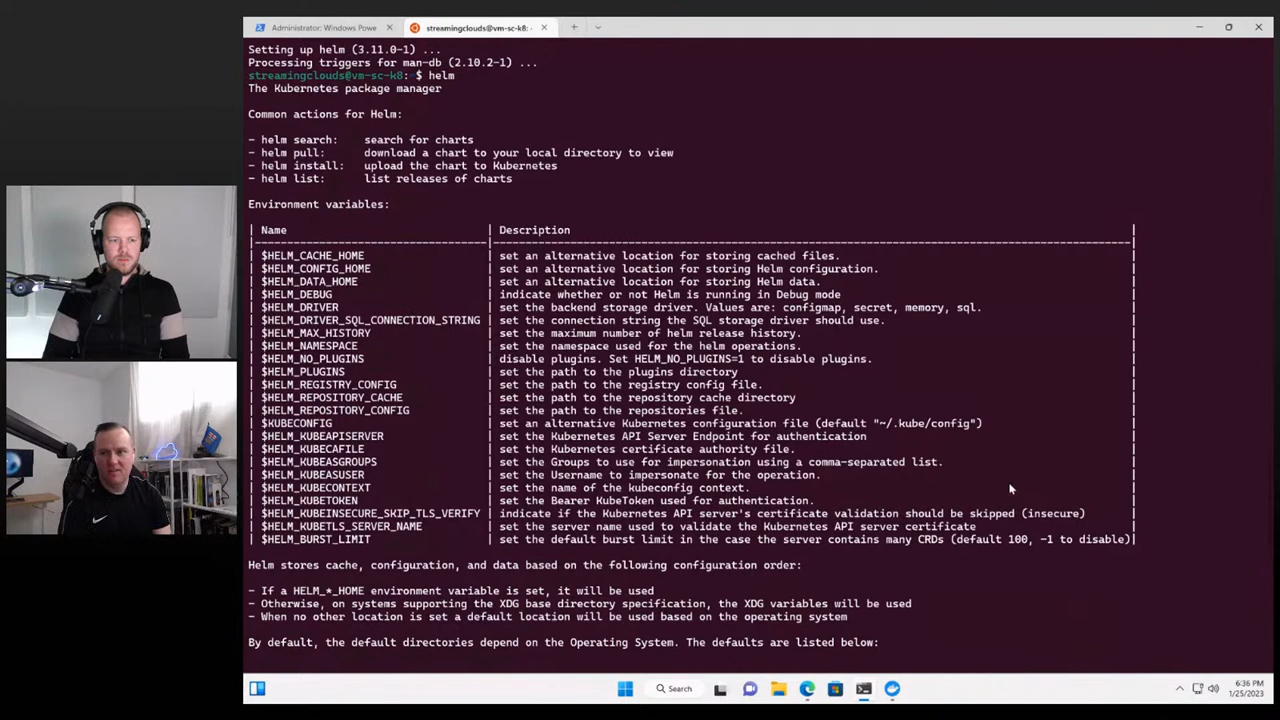 Administrator: Windows Powe
streamingclouds@vm-sc-k8: ~
Setting up helm (3.11.0-1) ...
Processing triggers for man-db (2.10.2-1) ...
streamingclouds@vm-sc-k8:~$ helm
The Kubernetes package manager
Common actions for Helm:
- helm search:    search for charts
- helm pull:      download a chart to your local directory to view
- helm install:   upload the chart to Kubernetes
- helm list:      list releases of charts
Environment variables:
| Name | Description |
| $HELM_CACHE_HOME | set an alternative location for storing cached files. |
| $HELM_CONFIG_HOME | set an alternative location for storing Helm configuration. |
| $HELM_DATA_HOME | set an alternative location for storing Helm data. |
| $HELM_DEBUG | indicate whether or not Helm is running in Debug mode |
| $HELM_DRIVER | set the backend storage driver. Values are: configmap, secret, memory, sql. |
| $HELM_DRIVER_SQL_CONNECTION_STRING | set the connection string the SQL storage driver should use. |
| $HELM_MAX_HISTORY | set the maximum number of helm release history. |
| $HELM_NAMESPACE | set the namespace used for the helm operations. |
| $HELM_NO_PLUGINS | disable plugins. Set HELM_NO_PLUGINS=1 to disable plugins. |
| $HELM_PLUGINS | set the path to the plugins directory |
| $HELM_REGISTRY_CONFIG | set the path to the registry config file. |
| $HELM_REPOSITORY_CACHE | set the path to the repository cache directory |
| $HELM_REPOSITORY_CONFIG | set the path to the repositories file. |
| $KUBECONFIG | set an alternative Kubernetes configuration file (default "~/.kube/config") |
| $HELM_KUBEAPISERVER | set the Kubernetes API Server Endpoint for authentication |
| $HELM_KUBECAFILE | set the Kubernetes certificate authority file. |
| $HELM_KUBEASGROUPS | set the Groups to use for impersonation using a comma-separated list. |
| $HELM_KUBEASUSER | set the Username to impersonate for the operation. |
| $HELM_KUBECONTEXT | set the name of the kubeconfig context. |
| $HELM_KUBETOKEN | set the Bearer KubeToken used for authentication. |
| $HELM_KUBEINSECURE_SKIP_TLS_VERIFY | indicate if the Kubernetes API server's certificate validation should be skipped (insecure) |
| $HELM_KUBETLS_SERVER_NAME | set the server name used to validate the Kubernetes API server certificate |
| $HELM_BURST_LIMIT | set the default burst limit in the case the server contains many CRDs (default 100, -1 to disable)|
Helm stores cache, configuration, and data based on the following configuration order:
- If a HELM_*_HOME environment variable is set, it will be used
- Otherwise, on systems supporting the XDG base directory specification, the XDG variables will be used
- When no other location is set a default location will be used based on the operating system
By default, the default directories depend on the Operating System. The defaults are listed below:
Search
6:36 PM
1/25/2023